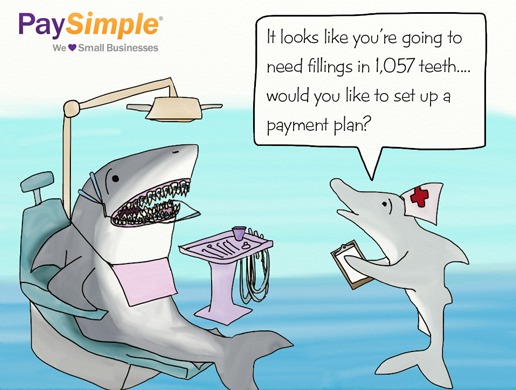 PaySimple®
We ♥ Small Businesses
It looks like you're going to
need fillings in 1,057 teeth....
would you like to set up a
payment plan?